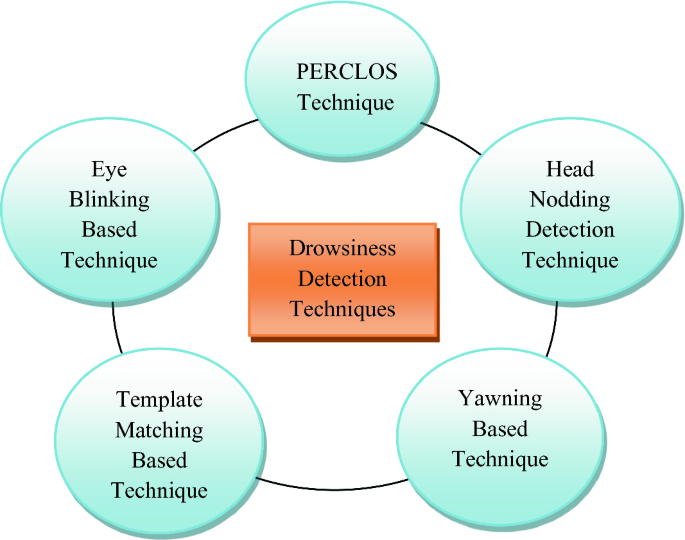 PERCLOS
Technique
Eye
Blinking
Based
Technique
Head
Nodding
Detection
Technique
Drowsiness
Detection
Techniques
Template
Matching
Based
Technique
Yawning
Based
Technique